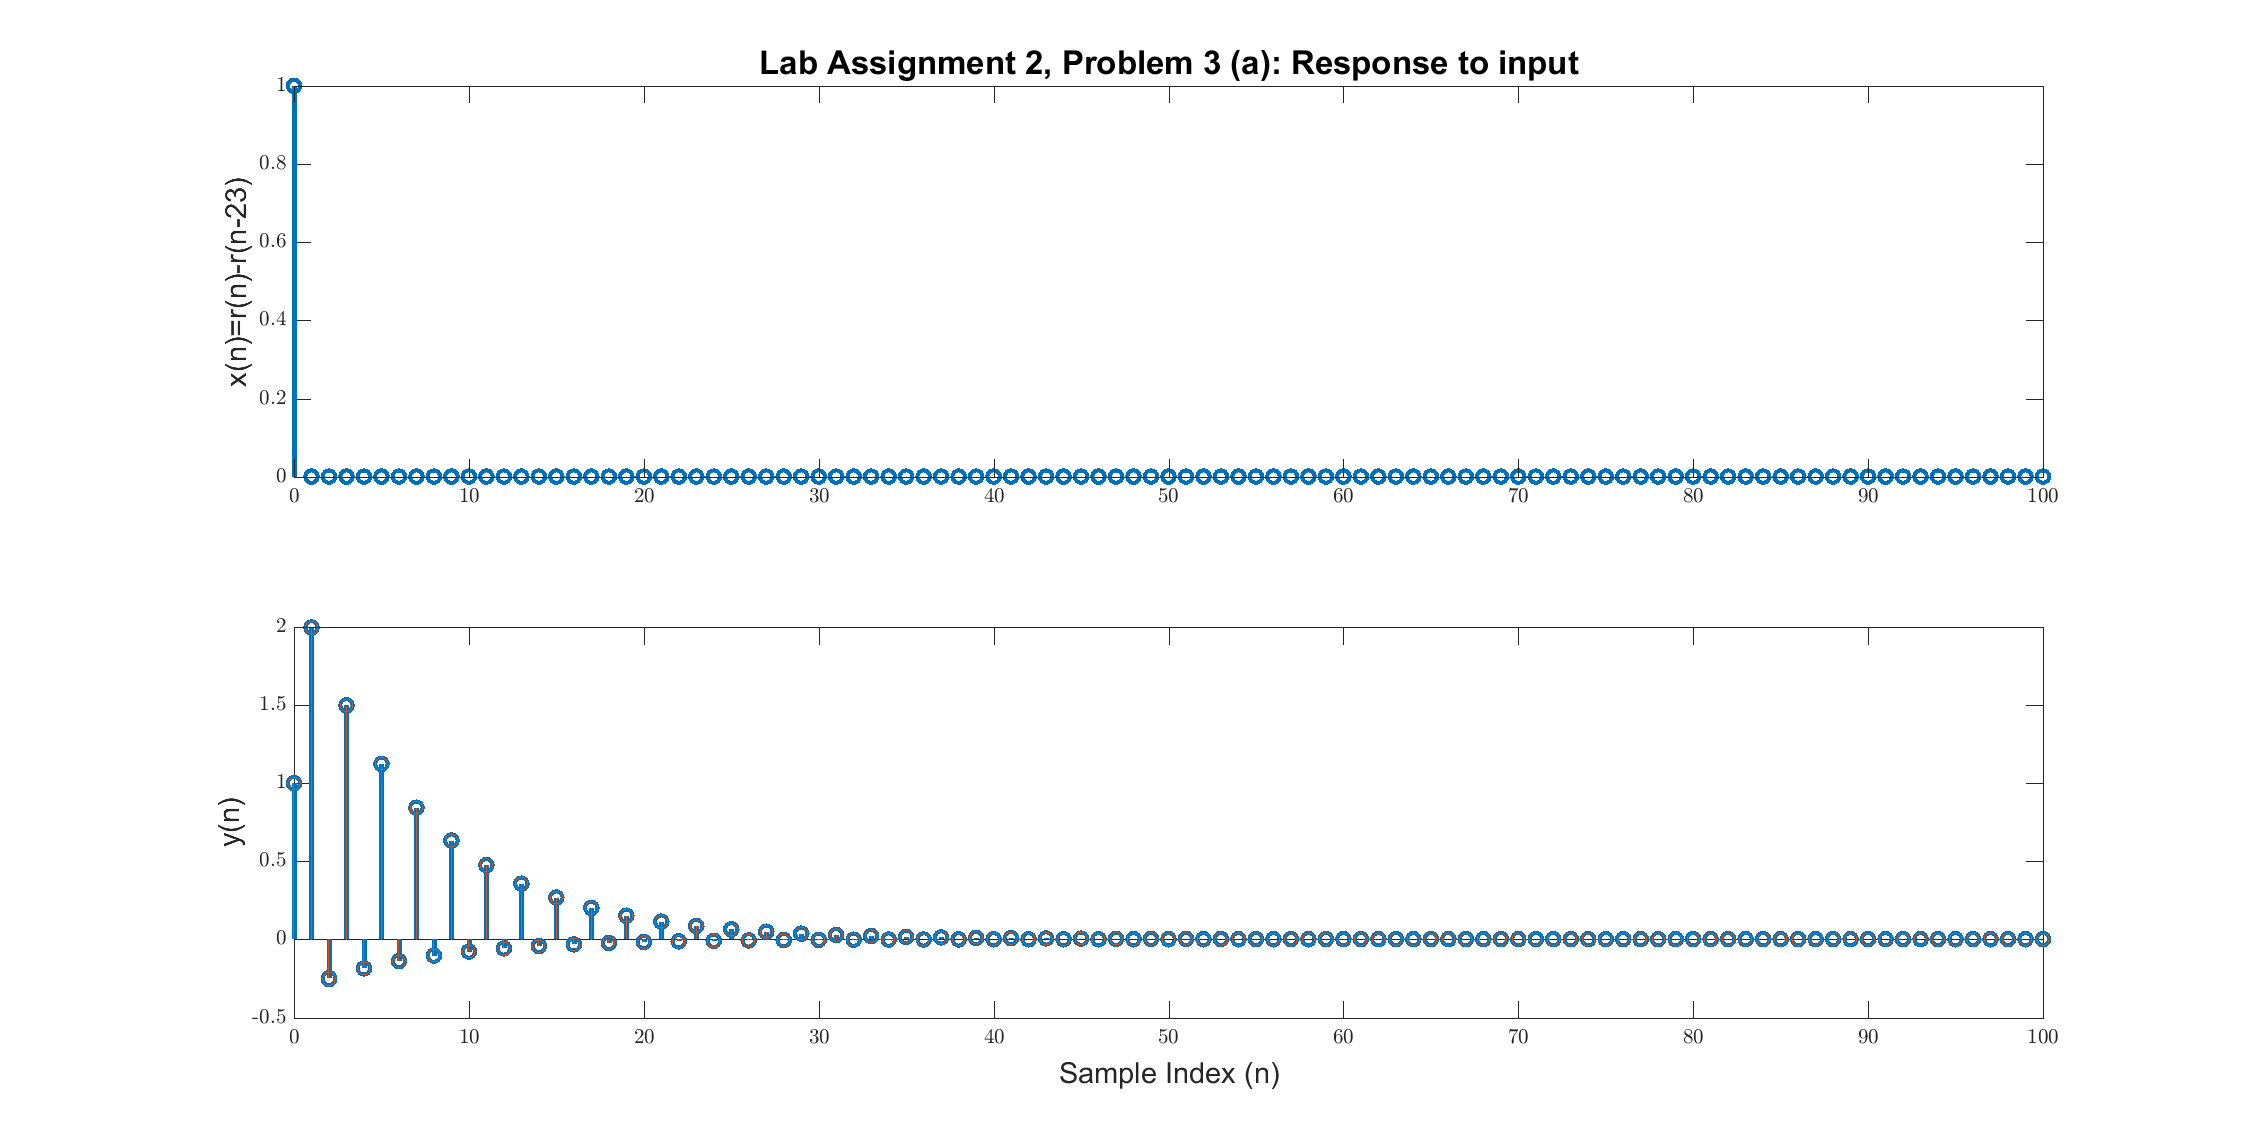 Lab Assignment 2, Problem 3 (a): Response to input
x(n)=r(n)-r(n-23)
1
0.8
0.6
0.4
0.2
0
0 10 20 30 40 50 60 70 80 90 100
y(n)
2
1.5
1
0.5
0
-0.5
0 10 20 30 40 50 60 70 80 90 100
Sample Index (n)